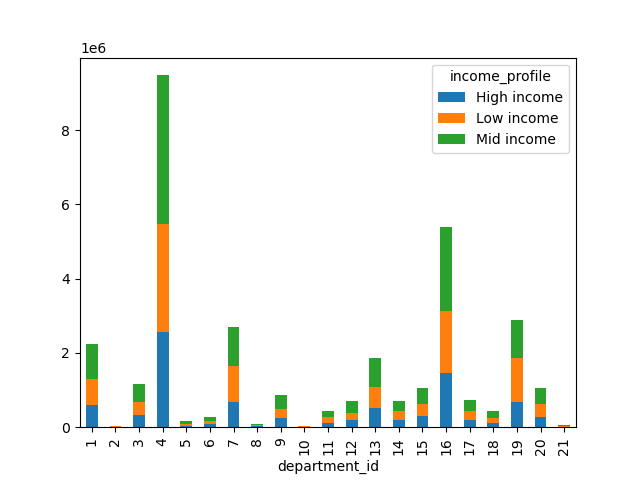 1e6
income_profile
High income
Low income
Mid income
8
6
4
2
0
1 2 3 4 5 6 7 8 9 10 11 12 13 14 15 16 17 18 19 20 21
department_id